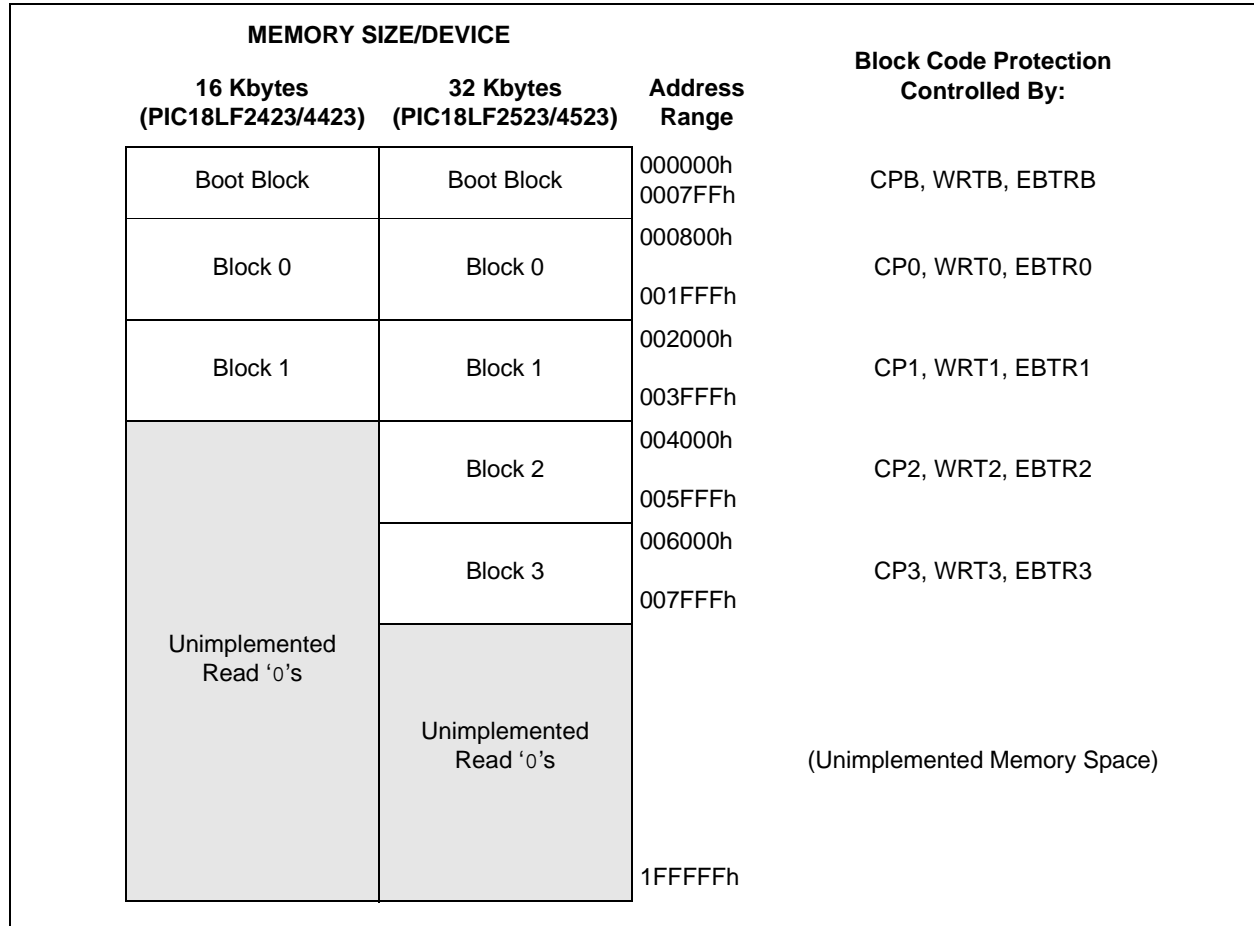 MEMORY SIZE/DEVICE
Block Code Protection
Controlled By:
16 Kbytes
(PIC18LF2423/4423)
32 Kbytes
(PIC18LF2523/4523)
Address
Range
Boot Block
Boot Block
000000h
0007FFh
CPB, WRTB, EBTRB
Block 0
Block 0
000800h
001FFFh
CP0, WRT0, EBTR0
Block 1
Block 1
002000h
003FFFh
CP1, WRT1, EBTR1
Block 2
004000h
005FFFh
CP2, WRT2, EBTR2
Block 3
006000h
007FFFh
CP3, WRT3, EBTR3
Unimplemented
Read ‘0’s
Unimplemented
Read ‘0’s
(Unimplemented Memory Space)
1FFFFFh